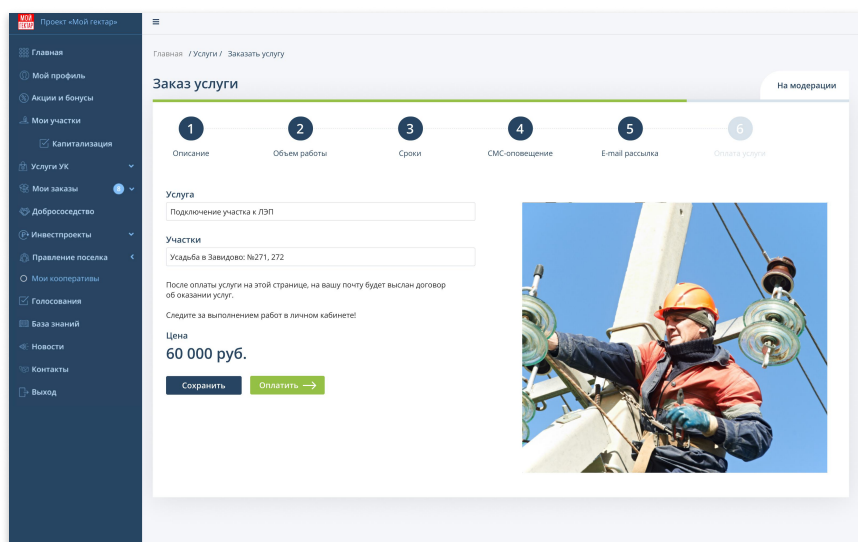 МОЙ
ГЕКТАР
Проект «Мой гектар»
Главная
Мой профиль
Акции и бонусы
Мои участки
Капитализация
Услуги УК
Мои заказы 8
Добрососедство
Инвестпроекты
Правление поселка
Мои кооперативы
Голосования
База знаний
Новости
Контакты
Выход
Главная / Услуги / Заказать услугу
Заказ услуги
На модерации
1 2 3 4 5 6
Описание Объем работы Сроки СМС-оповещение E-mail рассылка Оплата услуги
Услуга
Подключение участка к ЛЭП
Участки
Усадьба в Завидово: №271, 272
После оплаты услуги на этой странице, на вашу почту будет выслан договор
об оказании услуг.
Следите за выполнением работ в личном кабинете!
Цена
60 000 руб.
Сохранить Оплатить